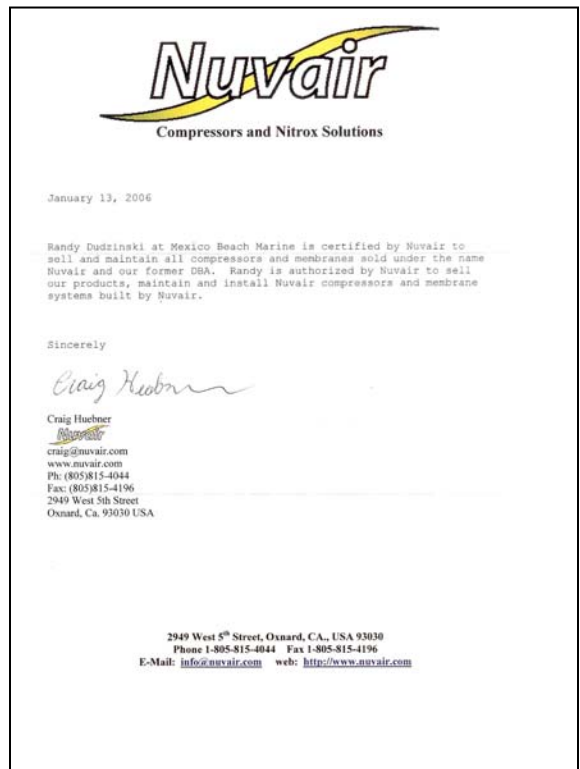 Nuvair
Compressors and Nitrox Solutions
January 13, 2006
Randy Dudzinski at Mexico Beach Marine is certified by Nuvair to
sell and maintain all compressors and membranes sold under the name
Nuvair and our former DBA. Randy is authorized by Nuvair to sell
our products, maintain and install Nuvair compressors and membrane
systems built by Nuvair.
Sincerely
Craig Huebner
Craig Huebner
Nuvair
craig@nuvair.com
www.nuvair.com
Ph: (805)815-4044
Fax: (805)815-4196
2949 West 5th Street
Oxnard, Ca. 93030 USA
2949 West 5th Street, Oxnard, CA., USA 93030
Phone 1-805-815-4044 Fax 1-805-815-4196
E-Mail: info@nuvair.com web: http://www.nuvair.com